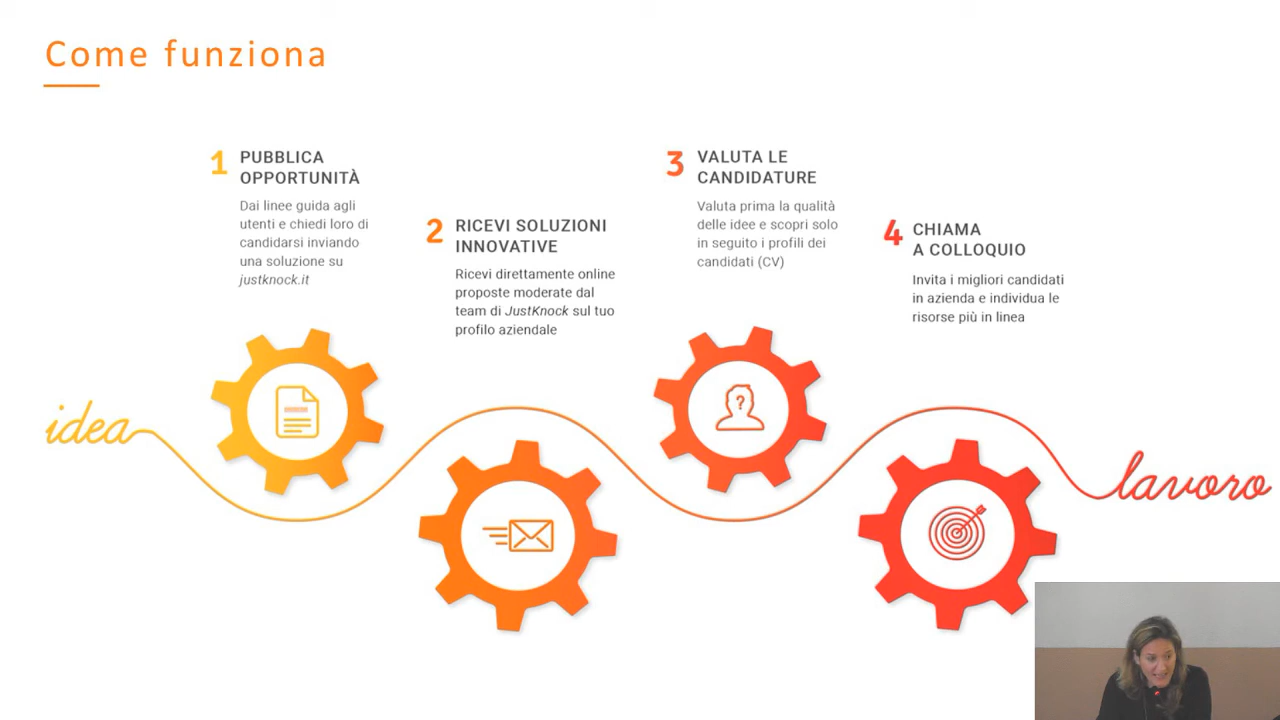 Come funziona
1 PUBBLICA
OPPORTUNITÀ
Dai linee guida agli
utenti e chiedi loro di
candidarsi inviando
una soluzione su
justknock.it
2 RICEVI SOLUZIONI
INNOVATIVE
Ricevi direttamente online
proposte moderate dal
team di JustKnock sul tuo
profilo aziendale
3 VALUTA LE
CANDIDATURE
Valuta prima la qualità
delle idee e scopri solo
in seguito i profili dei
candidati (CV)
4 CHIAMA
A COLLOQUIO
Invita i migliori candidati
in azienda e individua le
risorse più in linea
idea
?
lavoro